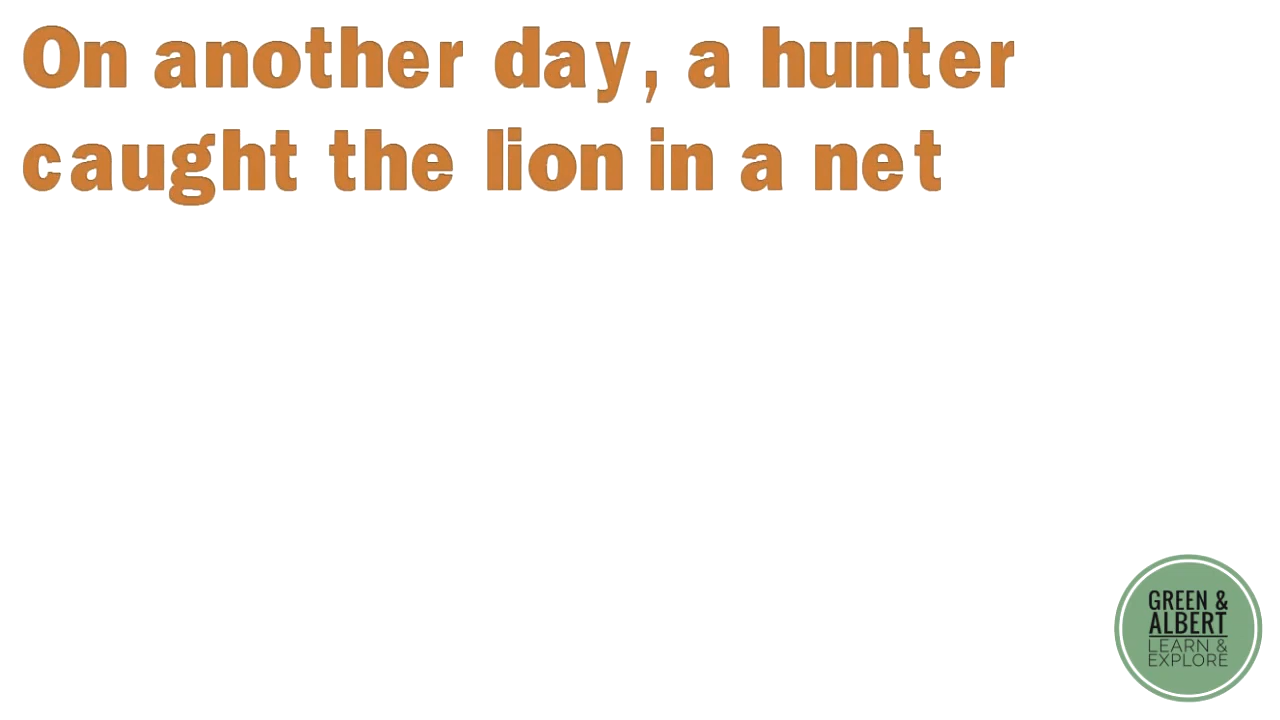 On another day, a hunter
caught the lion in a net
GREEN &
ALBERT
LEARN &
EXPLORE